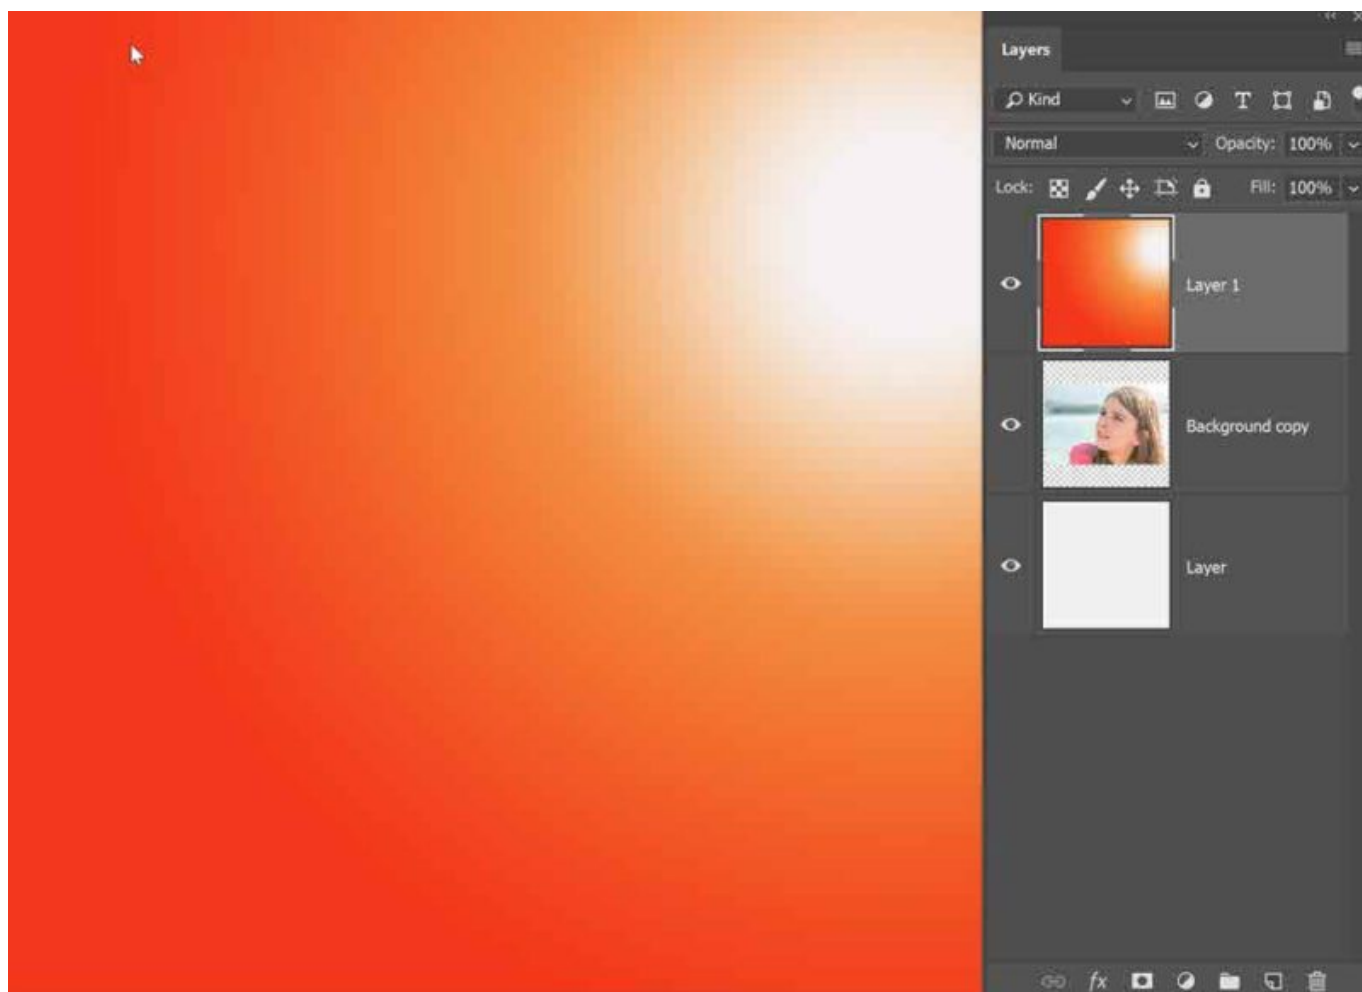 Layers
Kind
Normal Opacity: 100%
Lock: Fill: 100%
Layer 1
Background copy
Layer
fx